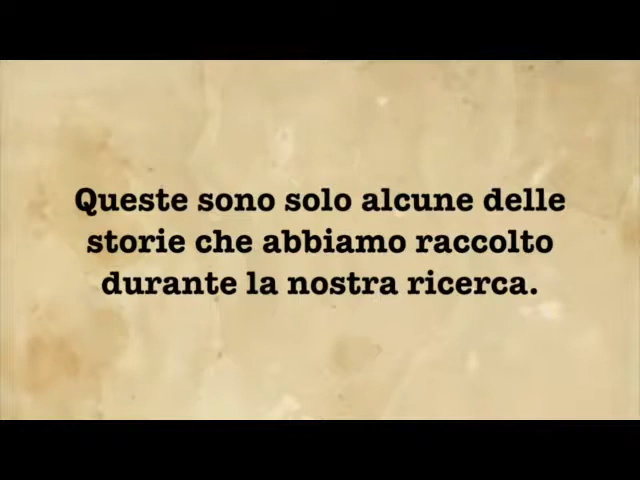 Queste sono solo alcune delle
storie che abbiamo raccolto
durante la nostra ricerca.